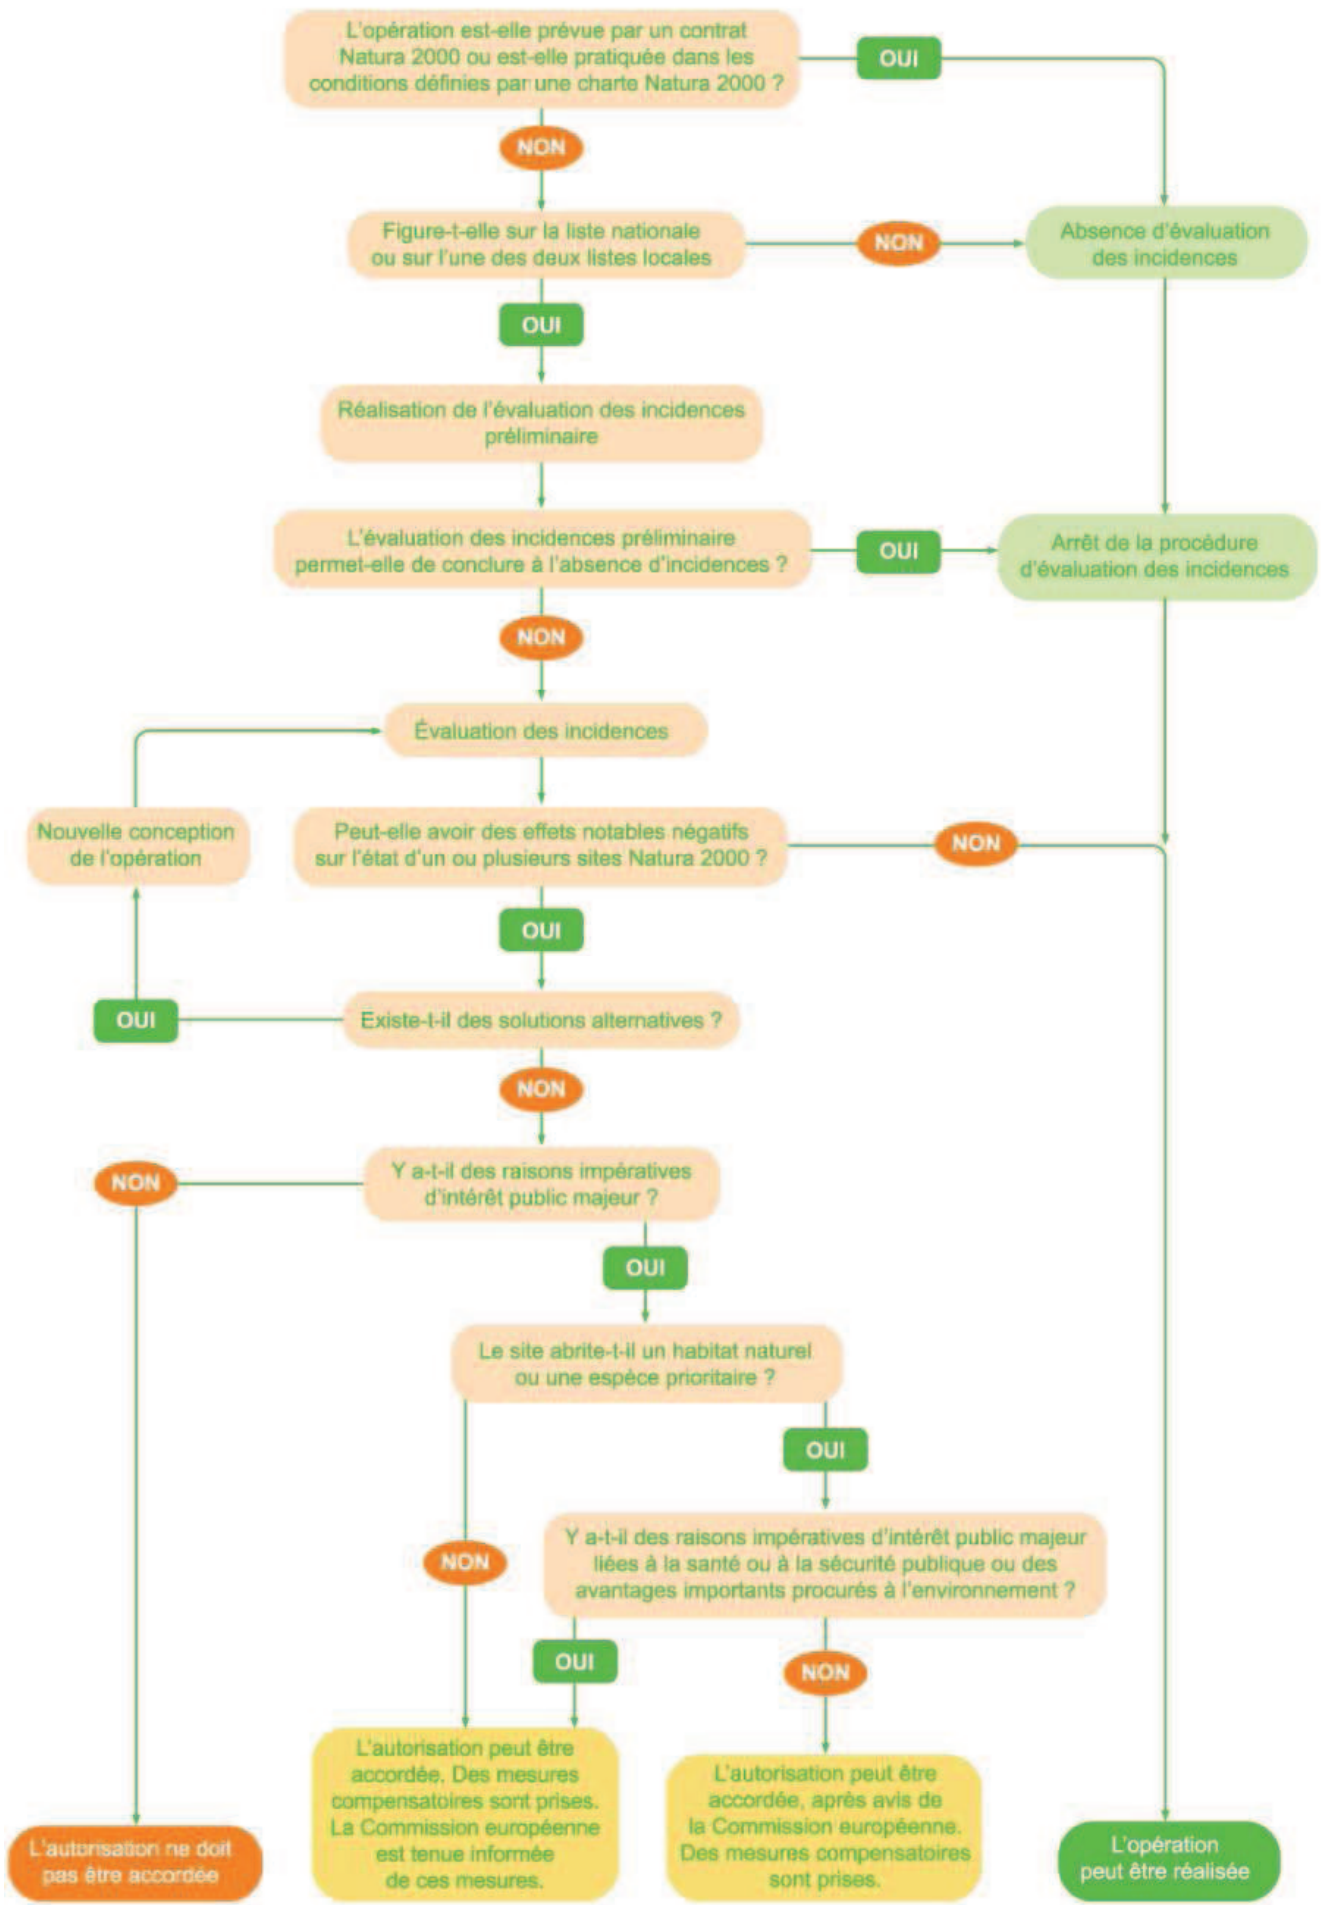 L'opération est-elle prévue par un contrat
Natura 2000 ou est-elle pratiquée dans les
conditions définies par une charte Natura 2000 ?
OUI
NON
Figure-t-elle sur la liste nationale
ou sur l'une des deux listes locales
NON
Absence d'évaluation
des incidences
OUI
Réalisation de l'évaluation des incidences
préliminaire
L'évaluation des incidences préliminaire
permet-elle de conclure à l'absence d'incidences ?
OUI
Arrêt de la procédure
d'évaluation des incidences
NON
Évaluation des incidences
Nouvelle conception
de l'opération
Peut-elle avoir des effets notables négatifs
sur l'état d'un ou plusieurs sites Natura 2000 ?
NON
OUI
OUI
Existe-t-il des solutions alternatives ?
NON
NON
Y a-t-il des raisons impératives
d'intérêt public majeur ?
OUI
Le site abrite-t-il un habitat naturel
ou une espèce prioritaire ?
OUI
NON
Y a-t-il des raisons impératives d'intérêt public majeur
liées à la santé ou à la sécurité publique ou des
avantages importants procurés à l'environnement ?
OUI
NON
L'autorisation ne doit
pas être accordée
L'autorisation peut être
accordée. Des mesures
compensatoires sont prises.
La Commission européenne
est tenue informée
de ces mesures.
L'autorisation peut être
accordée, après avis de
la Commission européenne.
Des mesures compensatoires
sont prises.
L'opération
peut être réalisée